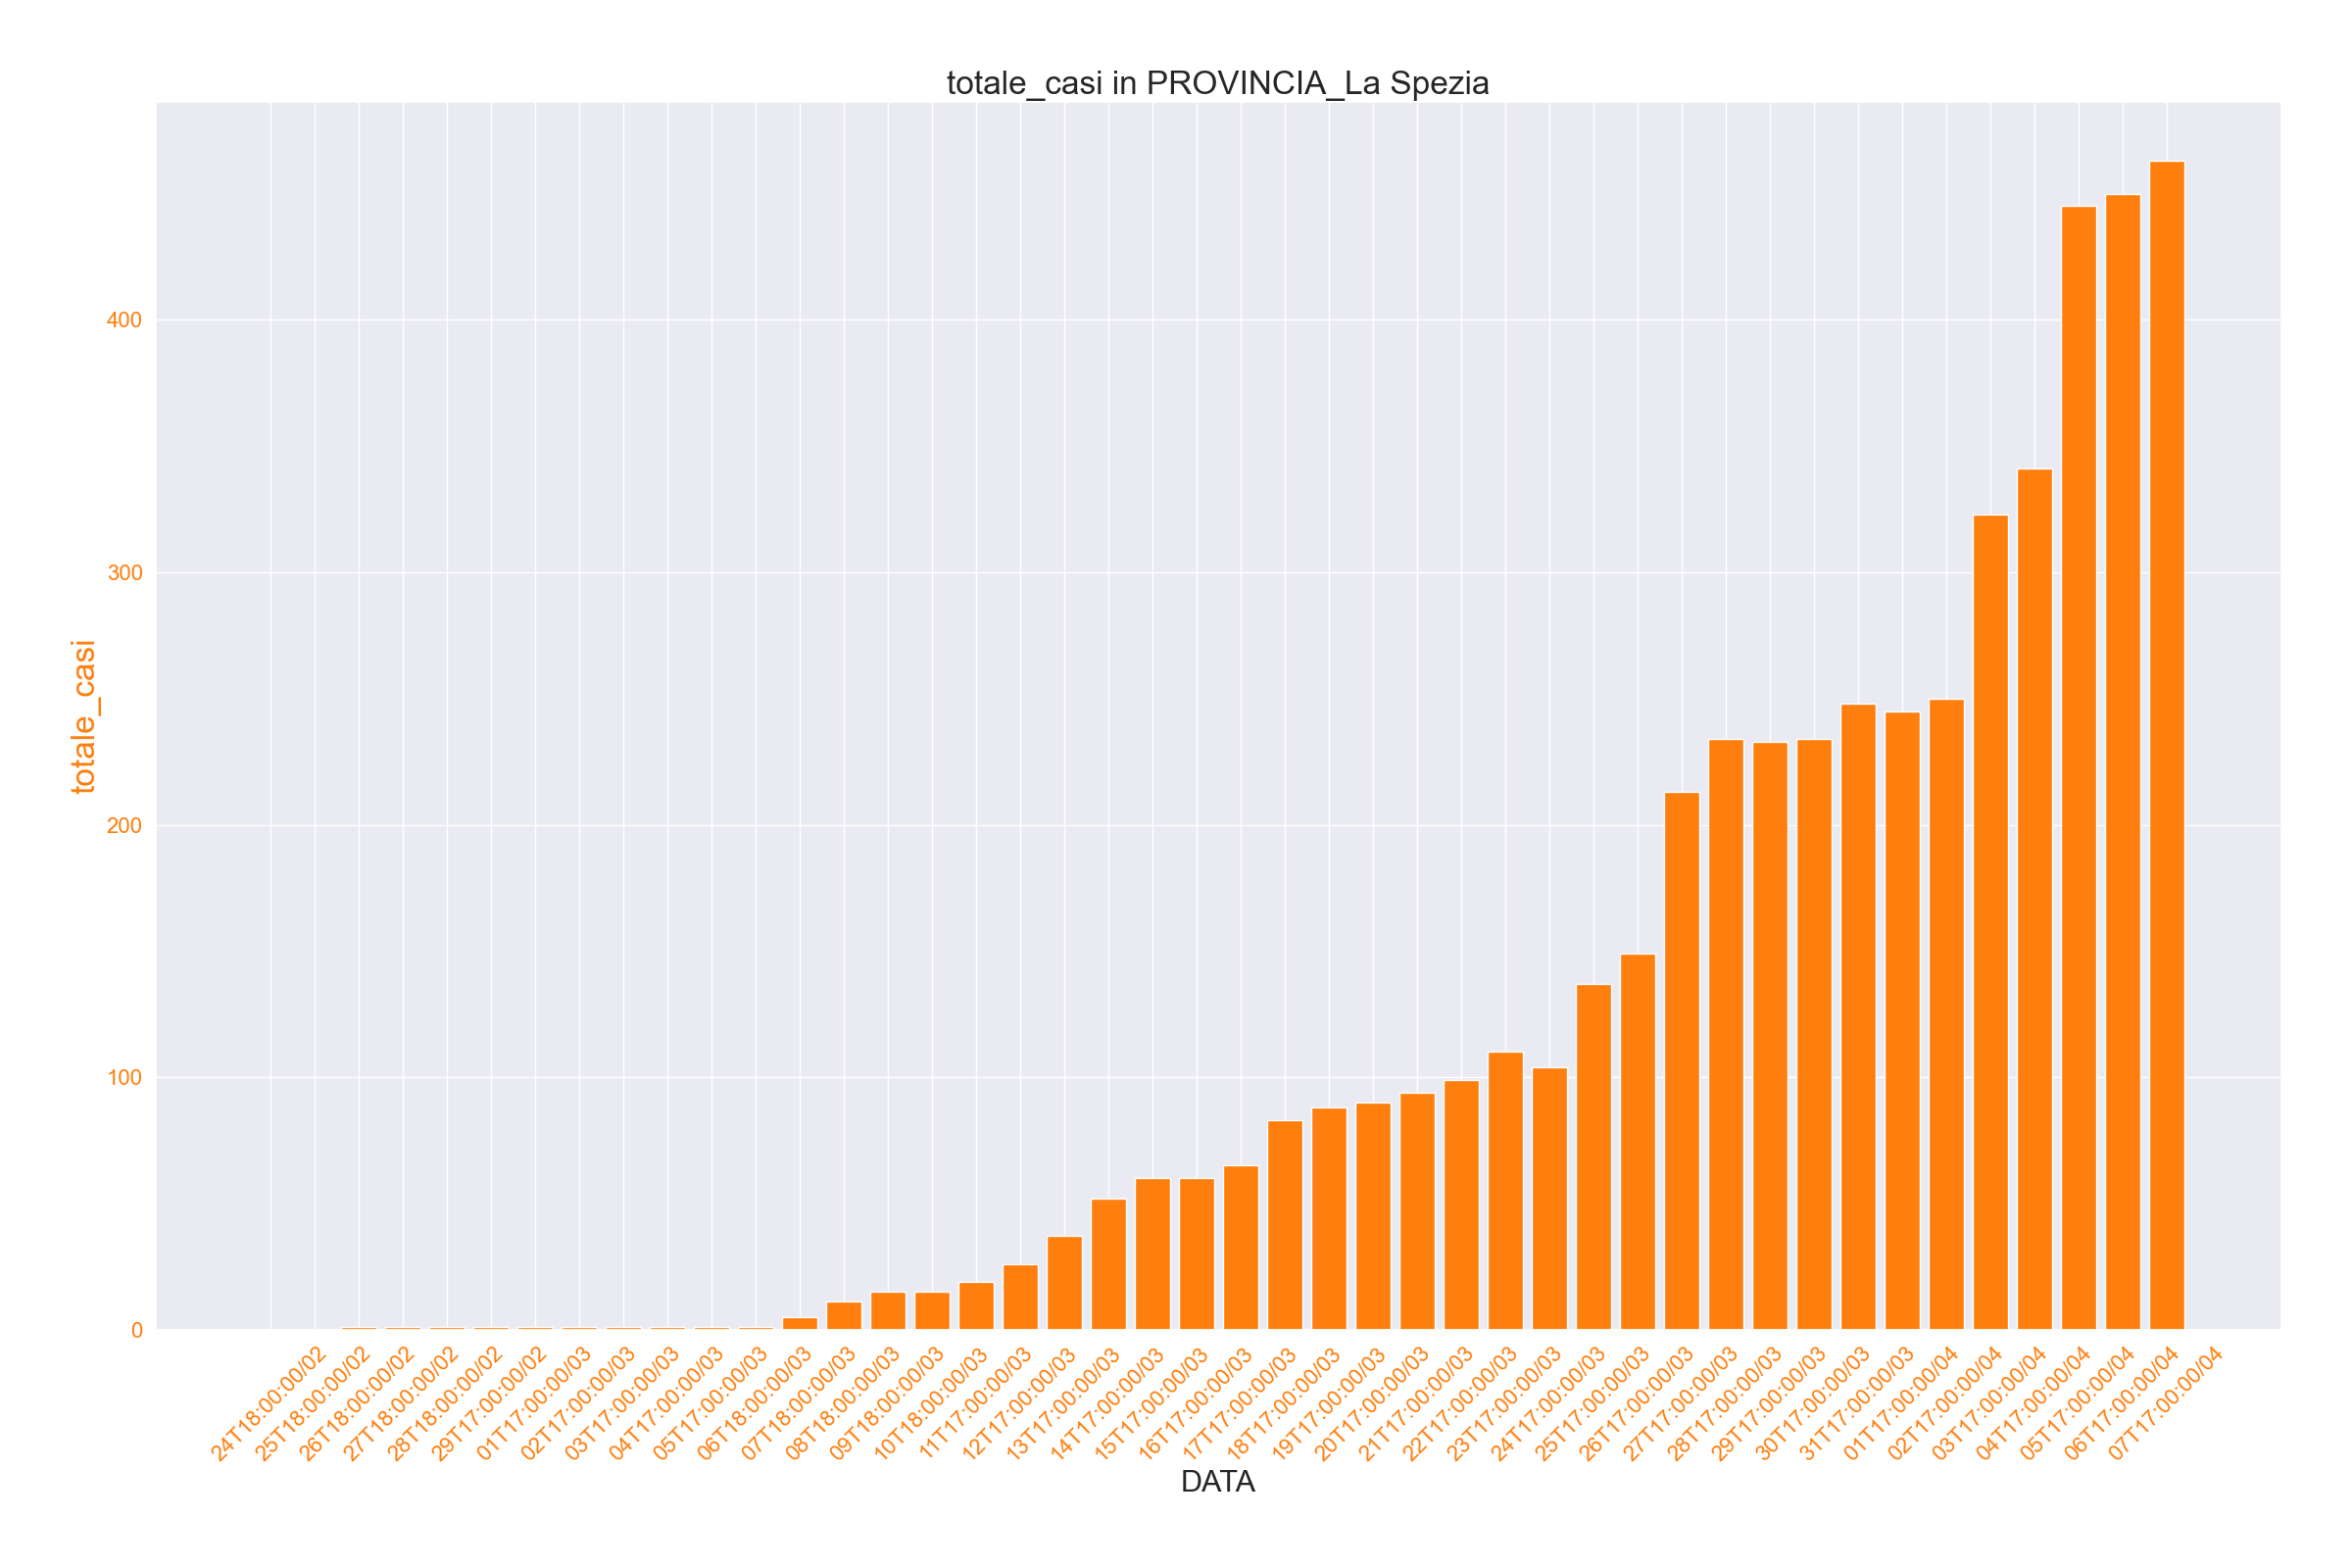 totale_casi in PROVINCIA_La Spezia
totale_casi
400
300
200
100
0
24T18:00:00/02
25T18:00:00/02
26T18:00:00/02
27T18:00:00/02
28T18:00:00/02
29T17:00:00/02
01T17:00:00/03
02T17:00:00/03
03T17:00:00/03
04T17:00:00/03
05T17:00:00/03
06T18:00:00/03
07T18:00:00/03
08T18:00:00/03
09T18:00:00/03
10T18:00:00/03
11T17:00:00/03
12T17:00:00/03
13T17:00:00/03
14T17:00:00/03
15T17:00:00/03
16T17:00:00/03
17T17:00:00/03
18T17:00:00/03
19T17:00:00/03
20T17:00:00/03
21T17:00:00/03
22T17:00:00/03
23T17:00:00/03
24T17:00:00/03
25T17:00:00/03
26T17:00:00/03
27T17:00:00/03
28T17:00:00/03
29T17:00:00/03
30T17:00:00/03
31T17:00:00/03
01T17:00:00/04
02T17:00:00/04
03T17:00:00/04
04T17:00:00/04
05T17:00:00/04
06T17:00:00/04
07T17:00:00/04
DATA